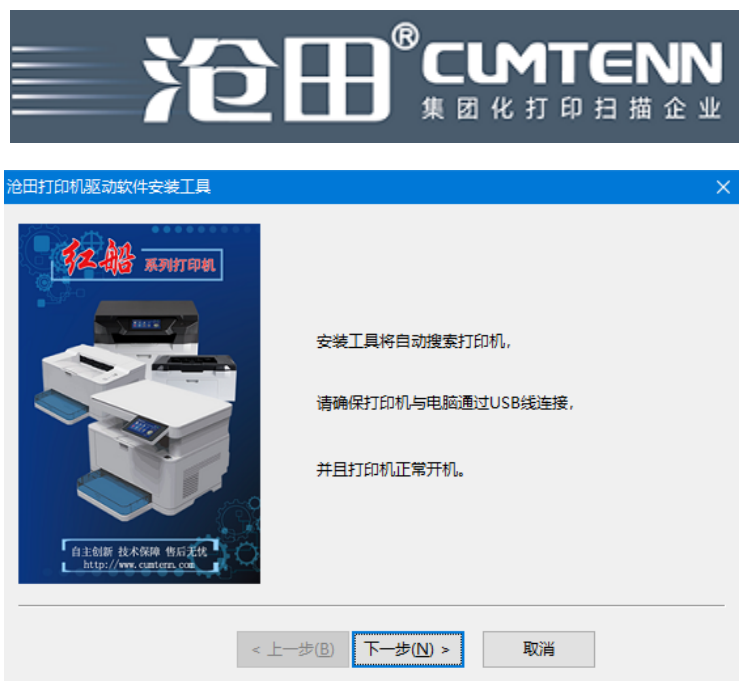 沧田®CUMTENN
集团化打印扫描企业
沧田打印机驱动软件安装工具
红船 系列打印机
安装工具将自动搜索打印机，
请确保打印机与电脑通过USB线连接，
并且打印机正常开机。
自主创新 技术保障 售后无忧
http://www.cumtenn.com
< 上一步(B)
下一步(N) >
取消